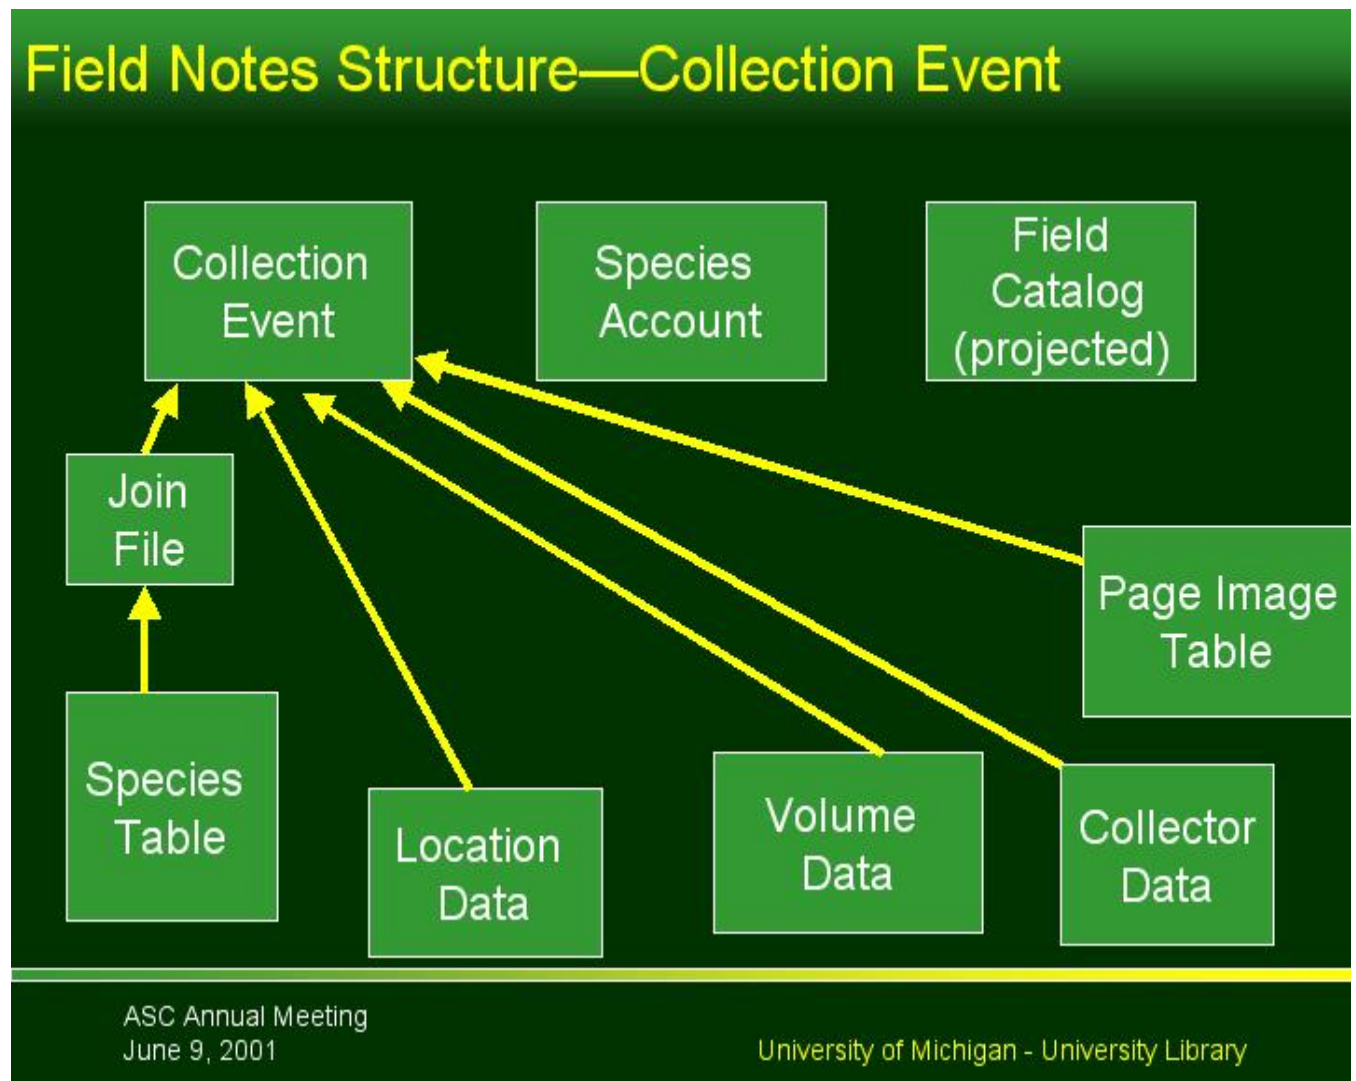 Field Notes Structure—Collection Event
Collection
Event
Species
Account
Field
Catalog
(projected)
Join
File
Page Image
Table
Species
Table
Location
Data
Volume
Data
Collector
Data
ASC Annual Meeting
June 9, 2001
University of Michigan - University Library